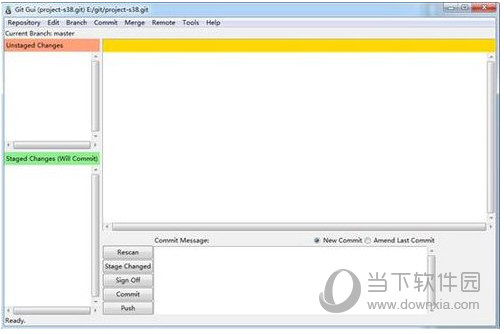 Git Gui (project-s38.git) E:/git/project-s38.git
Repository Edit Branch Commit Merge Remote Tools Help
Current Branch: master
Unstaged Changes
Staged Changes (Will Commit)
Commit Message:
New Commit
Amend Last Commit
Rescan
Stage Changed
Sign Off
Commit
Push
Ready.
当下软件园
www.downxia.com